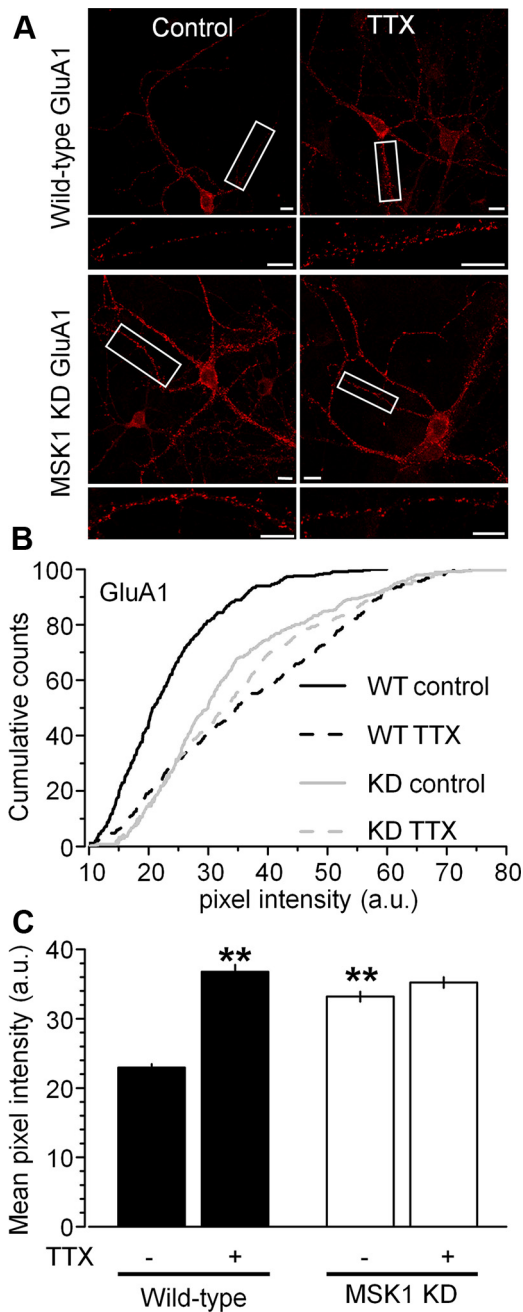 A
Control
TTX
Wild-type GluA1
MSK1 KD GluA1
B
GluA1
100
80
60
40
20
0
Cumulative counts
WT control
WT TTX
KD control
KD TTX
10 20 30 40 50 60 70 80
pixel intensity (a.u.)
C
Mean pixel intensity (a.u.)
40
30
20
10
0
**
**
TTX - + - +
Wild-type MSK1 KD